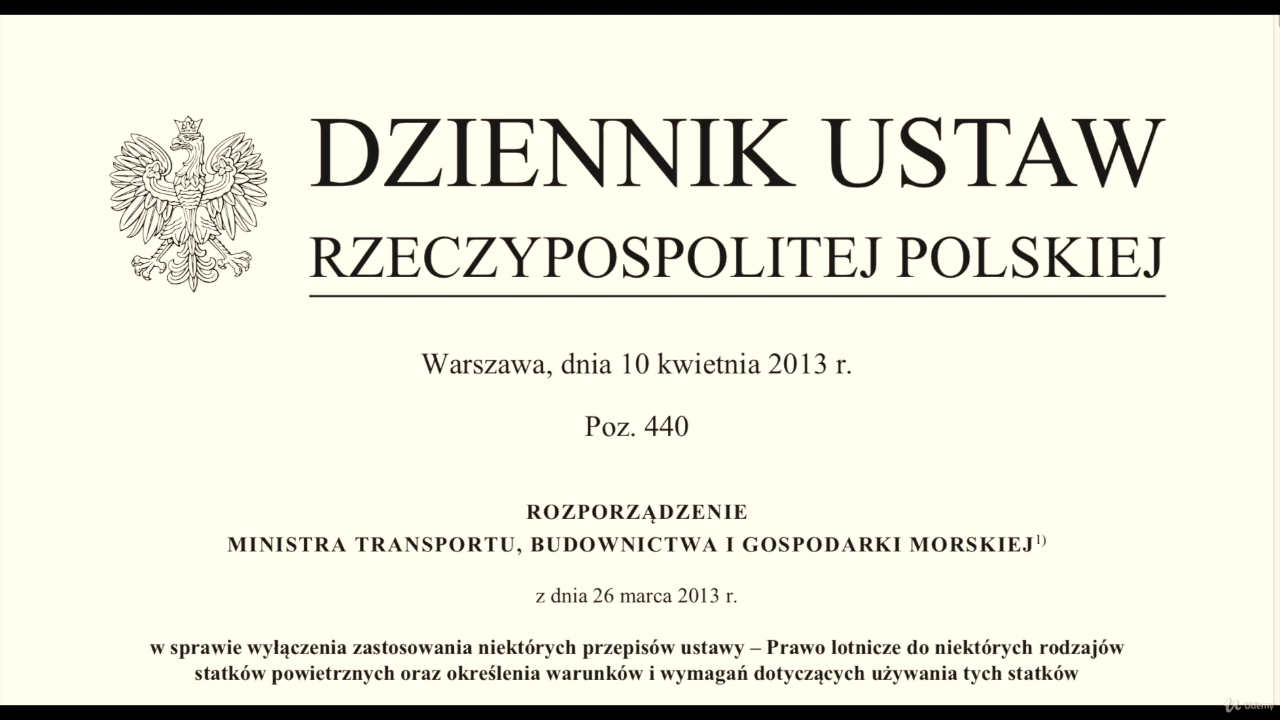 DZIENNIK USTAW
RZECZYPOSPOLITEJ POLSKIEJ
Warszawa, dnia 10 kwietnia 2013 r.
Poz. 440
ROZPORZĄDZENIE
MINISTRA TRANSPORTU, BUDOWNICTWA I GOSPODARKI MORSKIEJ1)
z dnia 26 marca 2013 r.
w sprawie wyłączenia zastosowania niektórych przepisów ustawy – Prawo lotnicze do niektórych rodzajów
statków powietrznych oraz określenia warunków i wymagań dotyczących używania tych statków
Udemy